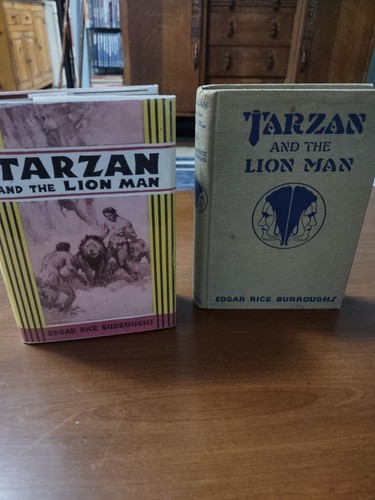 TARZAN
AND THE LION MAN
EDGAR RICE BURROUGHS
TARZAN
AND THE
LION MAN
EDGAR RICE BURROUGHS